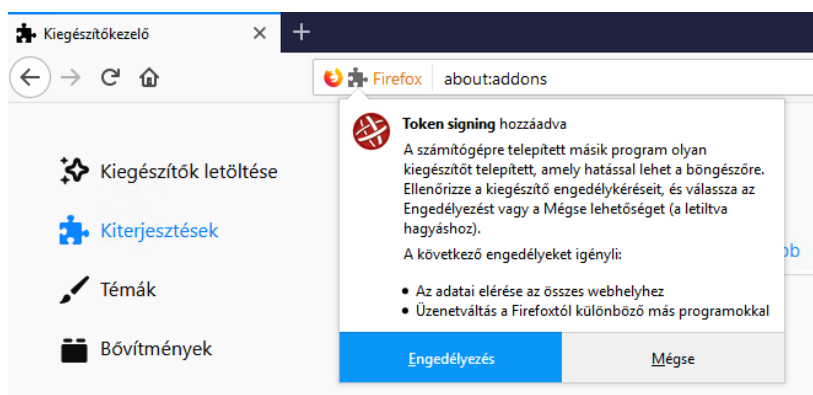 Kiegészítőkezelő
Firefox about:addons
Token signing hozzáadva
A számítógépre telepített másik program olyan
kiegészítőt telepített, amely hatással lehet a böngészőre.
Ellenőrizze a kiegészítő engedélykéréseit, és válassza az
Engedélyezést vagy a Mégse lehetőséget (a letiltva
hagyáshoz).
A következő engedélyeket igényli:
• Az adatai elérése az összes webhelyhez
• Üzenetváltás a Firefoxtól különböző más programokkal
Engedélyezés Mégse
Kiegészítők letöltése
Kiterjesztések
Témák
Bővítmények